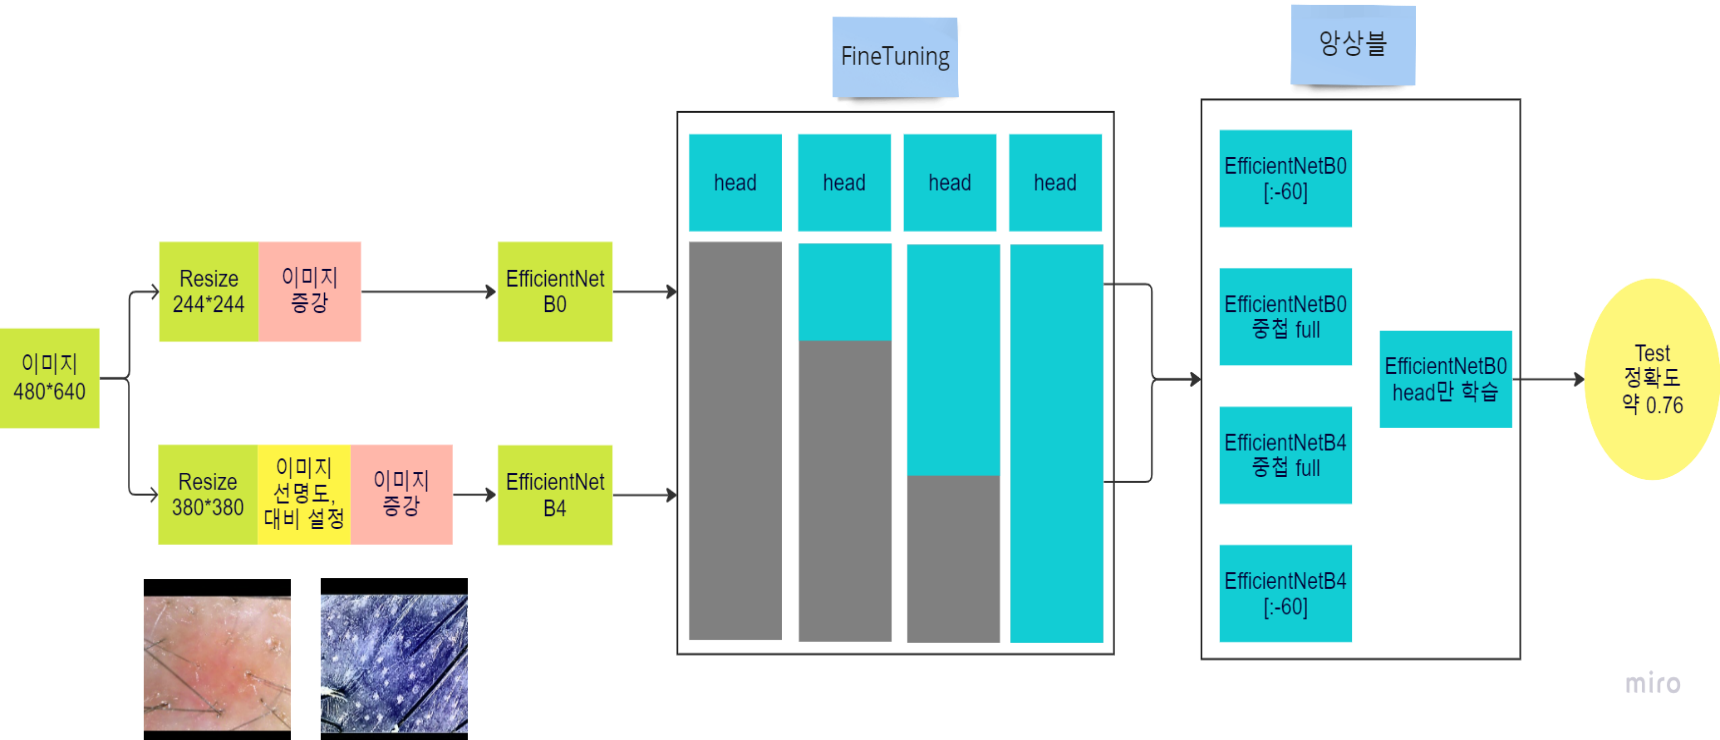 FineTuning
앙상블
이미지
480*640
Resize
244*244
이미지
증강
EfficientNet
B0
Resize
380*380
이미지
선명도,
대비 설정
이미지
증강
EfficientNet
B4
head
head
head
head
EfficientNetB0
[:-60]
EfficientNetB0
중첩 full
EfficientNetB4
중첩 full
EfficientNetB4
[:-60]
EfficientNetB0
head만 학습
Test
정확도
약 0.76
miro